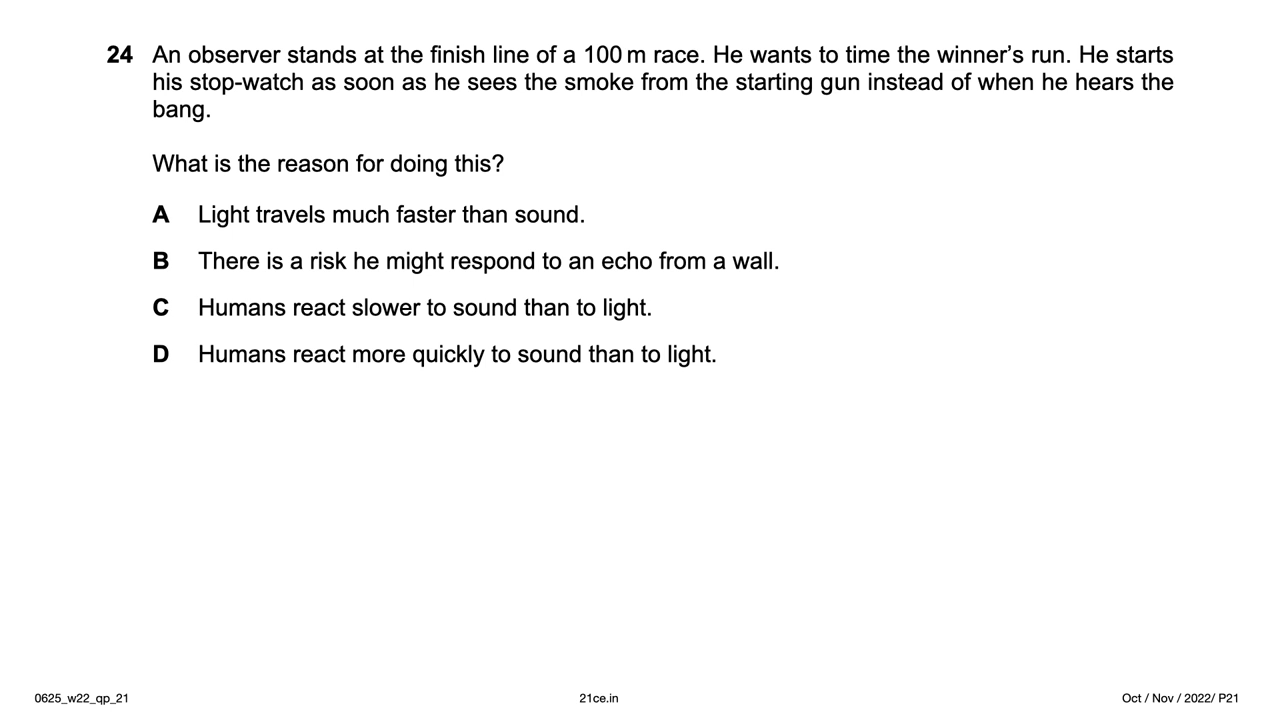 24 An observer stands at the finish line of a 100 m race. He wants to time the winner's run. He starts
his stop-watch as soon as he sees the smoke from the starting gun instead of when he hears the
bang.
What is the reason for doing this?
A Light travels much faster than sound.
B There is a risk he might respond to an echo from a wall.
C Humans react slower to sound than to light.
D Humans react more quickly to sound than to light.
0625_w22_qp_21 21ce.in Oct / Nov / 2022/ P21